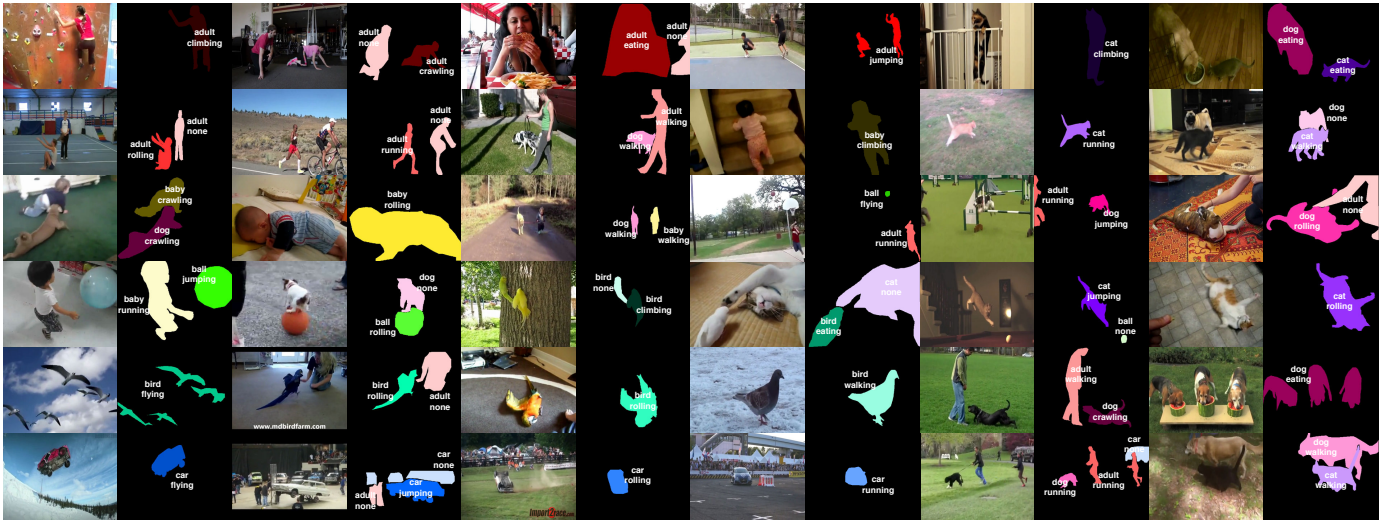 adult
climbing
adult
none
adult
crawling
adult
eating
adult
none
adult
jumping
cat
climbing
dog
eating
cat
eating
adult
none
adult
rolling
adult
none
adult
running
adult
walking
dog
walking
baby
climbing
cat
running
dog
none
cat
walking
baby
crawling
dog
crawling
baby
rolling
dog
walking
baby
walking
ball
flying
adult
running
adult
running
dog
jumping
adult
none
dog
rolling
ball
jumping
baby
running
dog
none
ball
rolling
bird
none
bird
climbing
cat
none
bird
eating
cat
jumping
ball
none
cat
rolling
bird
flying
www.mdbirdfarm.com
bird
rolling
adult
none
bird
rolling
bird
walking
adult
walking
dog
crawling
dog
eating
car
flying
car
none
car
jumping
adult
none
import2race.com
car
rolling
car
running
car
none
dog
running
adult
running
dog
walking
cat
walking